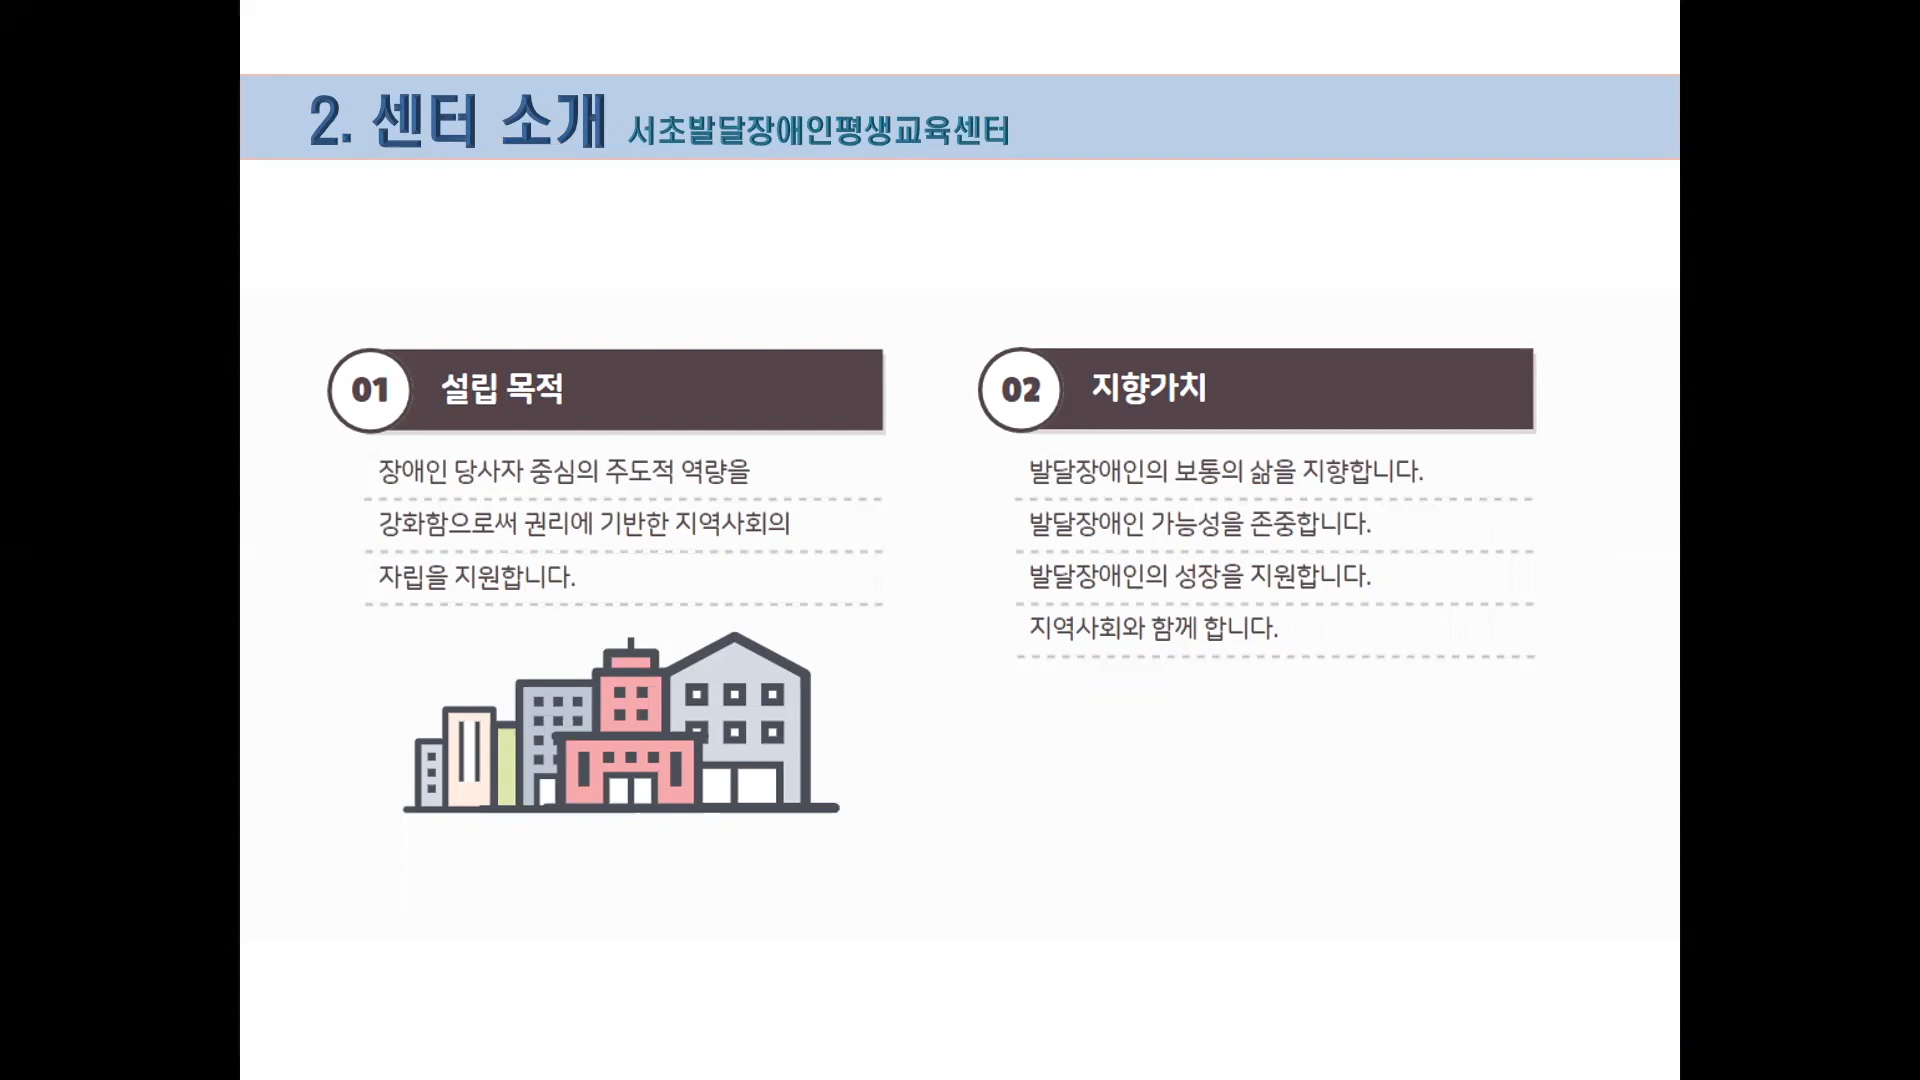 2. 센터 소개 서초발달장애인평생교육센터
01 설립 목적
장애인 당사자 중심의 주도적 역량을
강화함으로써 권리에 기반한 지역사회의
자립을 지원합니다.
02 지향가치
발달장애인의 보통의 삶을 지향합니다.
발달장애인 가능성을 존중합니다.
발달장애인의 성장을 지원합니다.
지역사회와 함께 합니다.